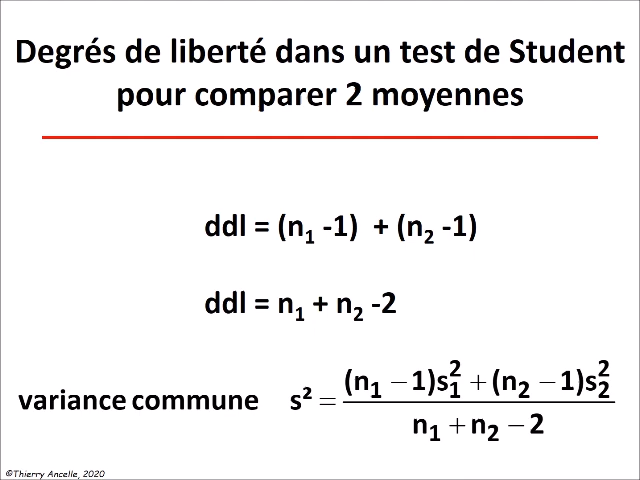 Degrés de liberté dans un test de Student
pour comparer 2 moyennes
ddl = (n₁ -1) + (n₂ -1)
ddl = n₁ + n₂ -2
variance commune s² = \frac{(n₁ − 1)s₁² + (n₂ − 1)s₂²}{n₁ + n₂ − 2}
©Thierry Ancelle, 2020